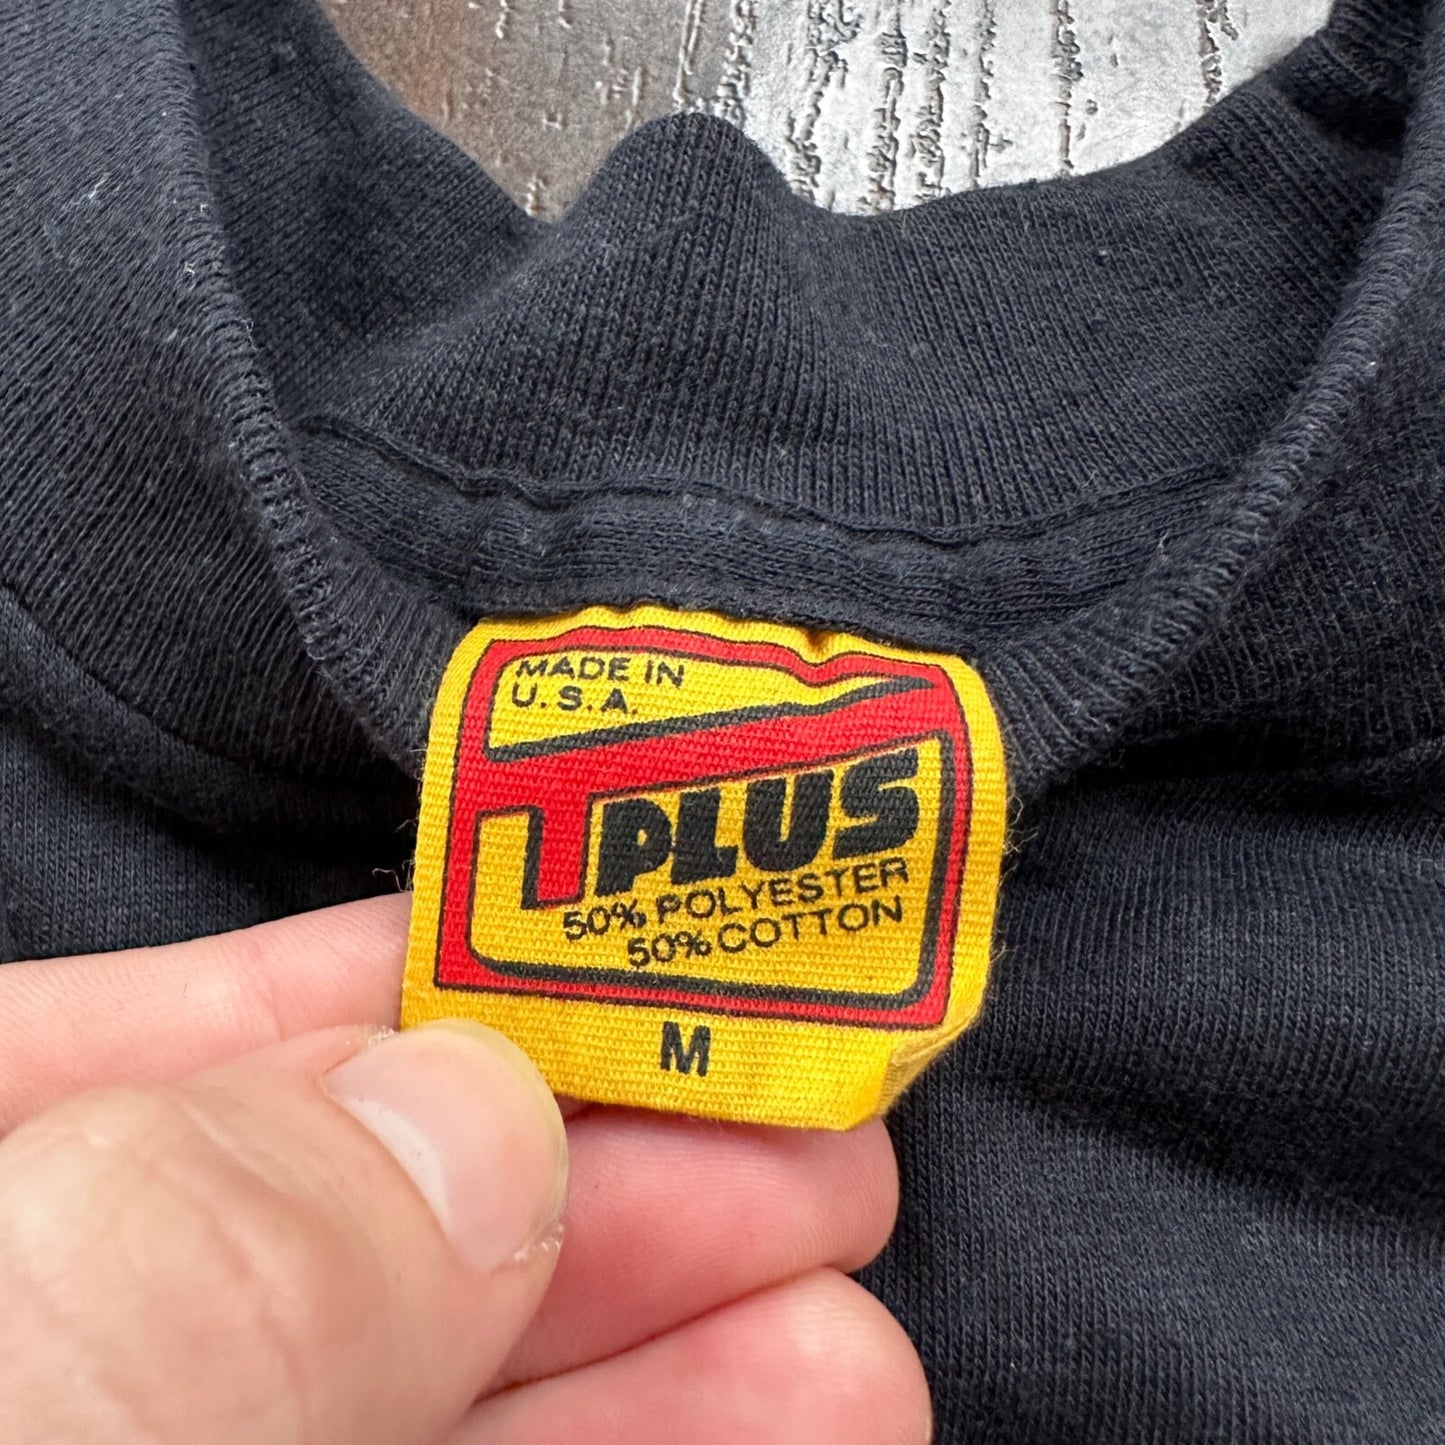 MADE IN
U.S.A.
T PLUS
50% POLYESTER
50% COTTON
M